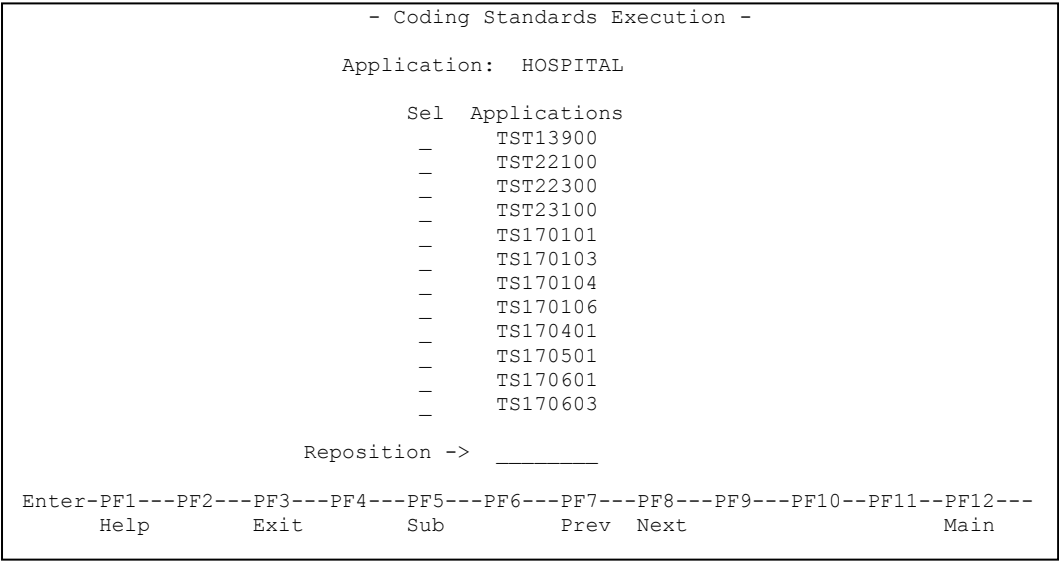 - Coding Standards Execution -
Application:  HOSPITAL
Sel  Applications
_  TST13900
_  TST22100
_  TST22300
_  TST23100
_  TS170101
_  TS170103
_  TS170104
_  TS170106
_  TS170401
_  TS170501
_  TS170601
_  TS170603
Reposition ->  ________
Enter-PF1---PF2---PF3---PF4---PF5---PF6---PF7---PF8---PF9---PF10--PF11--PF12---
Help  Exit  Sub  Prev  Next  Main